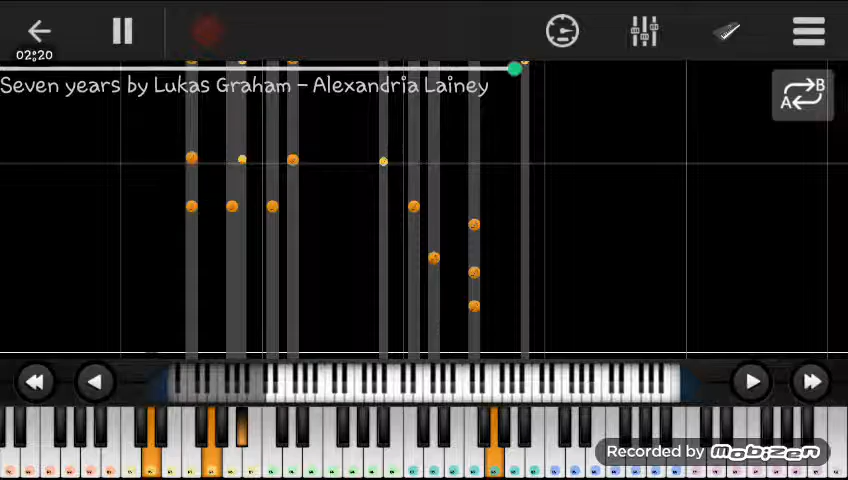 02:20
Seven years by Lukas Graham - Alexandria Lainey
B
A
Recorded by Mobizen